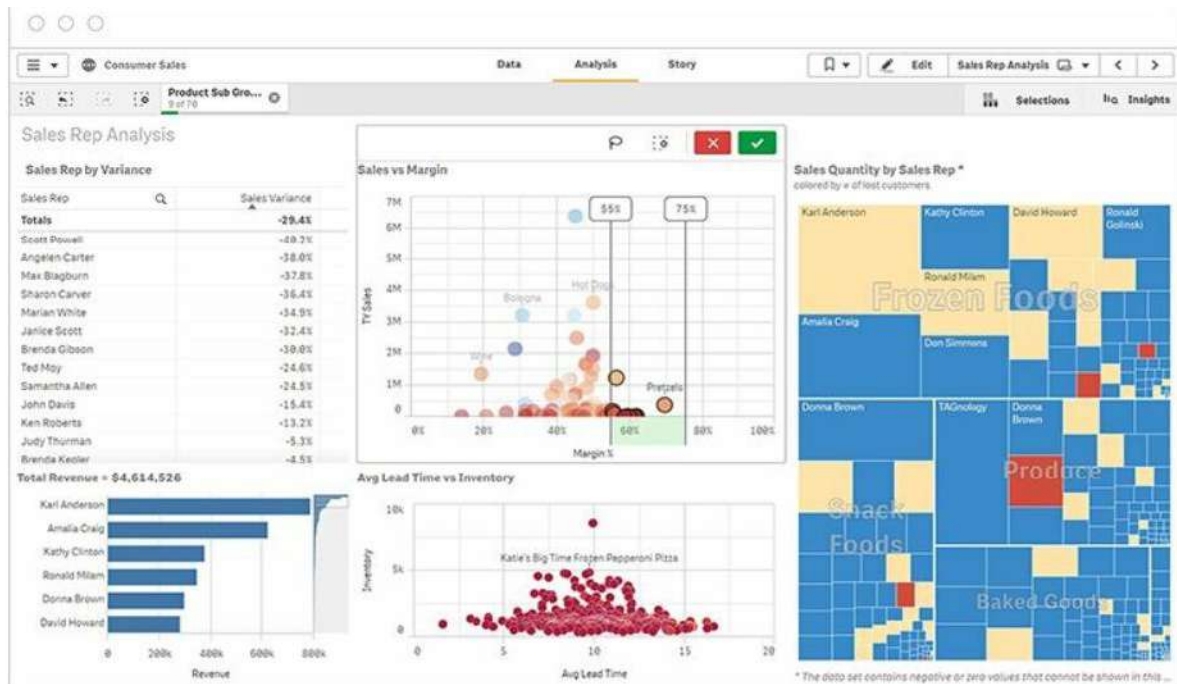 Consumer Sales
Data
Analysis
Story
Edit
Sales Rep Analysis
Product Sub Gro...
9 of 70
Selections
Insights
Sales Rep Analysis
Sales Rep by Variance
Sales Rep
Sales Variance
Totals -29.4%
Scott Powell -40.2%
Angelen Carter -38.0%
Max Blagburn -37.8%
Sharon Carver -36.4%
Marian White -34.9%
Janice Scott -32.4%
Brenda Gibson -30.0%
Ted Moy -24.6%
Samantha Allen -24.5%
John Davis -15.4%
Ken Roberts -13.2%
Judy Thurman -5.3%
Brenda Kepler -4.5%
Sales vs Margin
55%
75%
7M
6M
4M
3M
2M
1M
0
TY Sales
Bologna
Hot Dogs
Wine
Pretzels
0% 20% 40% 60% 80% 100%
Margin %
Sales Quantity by Sales Rep *
colored by # of lost customers
Karl Anderson
Kathy Clinton
David Howard
Ronald
Golinski
Ronald Milam
Frozen Foods
Amalia Craig
Don Simmons
Donna Brown
TAGnology
Donna
Brown
Produce
Snack
Foods
Baked Goods
* The data set contains negative or zero values that cannot be shown in this ...
Total Revenue = $4,614,526
Karl Anderson
Amalia Craig
Kathy Clinton
Ronald Milam
Donna Brown
David Howard
0 200k 400k 600k 800k
Revenue
Avg Lead Time vs Inventory
10k
5k
0
Inventory
Katie's Big Time Frozen Pepperoni Pizza
0 5 10 15 20
Avg Lead Time